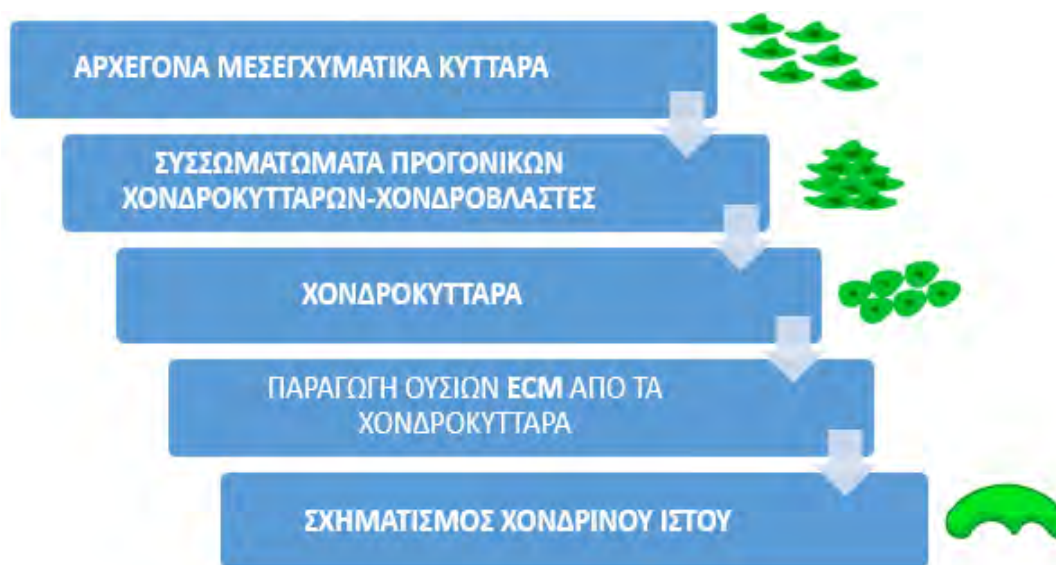 ΑΡΧΕΓΟΝΑ ΜΕΣΕΓΧΥΜΑΤΙΚΑ ΚΥΤΤΑΡΑ
ΣΥΣΣΩΜΑΤΩΜΑΤΑ ΠΡΟΓΟΝΙΚΩΝ
ΧΟΝΔΡΟΚΥΤΤΑΡΩΝ-ΧΟΝΔΡΟΒΛΑΣΤΕΣ
ΧΟΝΔΡΟΚΥΤΤΑΡΑ
ΠΑΡΑΓΩΓΗ ΟΥΣΙΩΝ ECM ΑΠΟ ΤΑ
ΧΟΝΔΡΟΚΥΤΤΑΡΑ
ΣΧΗΜΑΤΙΣΜΟΣ ΧΟΝΔΡΙΝΟΥ ΙΣΤΟΥ